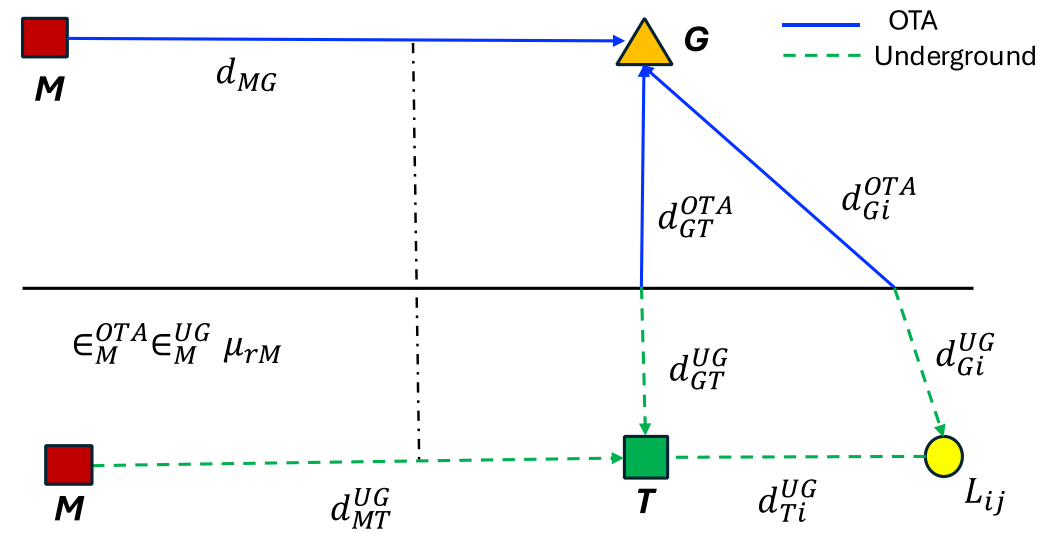 OTA
G
Underground
M
d_{MG}
d_{Gi}^{OTA}
d_{GT}^{OTA}
∈_M^{OTA} ∈_M^{UG} μ_{rM}
d_{Gi}^{UG}
d_{GT}^{UG}
M
d_{MT}^{UG}
T
d_{Ti}^{UG}
L_{ij}